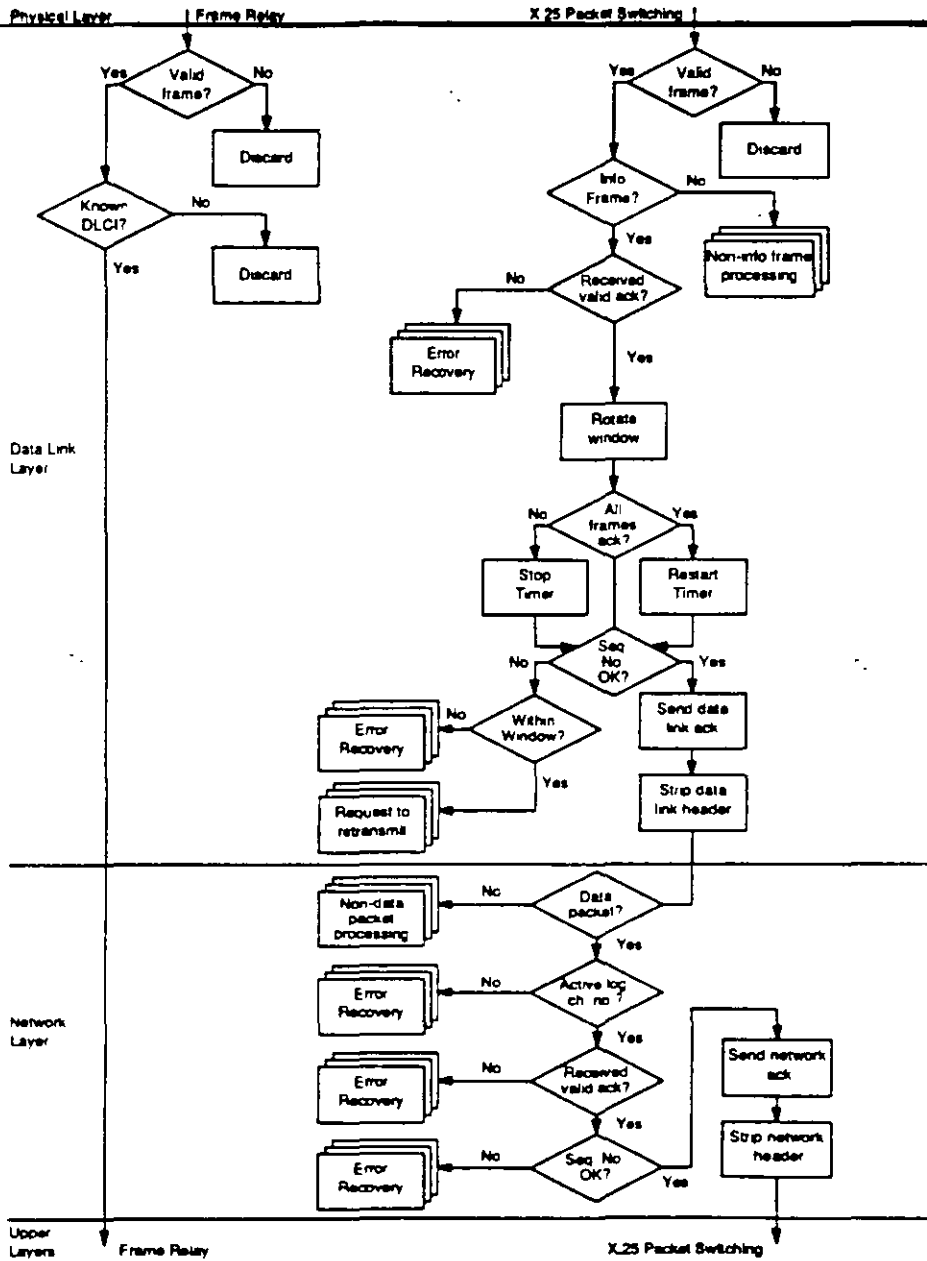 Physical Layer
Frame Relay
X.25 Packet Switching
Yes
Valid
frame?
No
Discard
Known
DLCI?
No
Discard
Yes
Yes
Valid
frame?
No
Discard
Info
Frame?
No
Non-info frame
processing
Yes
No
Received
valid ack?
Error
Recovery
Yes
Rotate
window
Data Link
Layer
No
All
frames
ack?
Yes
Stop
Timer
Restart
Timer
No
Seq
No
OK?
Yes
Within
Window?
No
Error
Recovery
Send data
link ack
Yes
Request to
retransmit
Strip data
link header
Data
packet?
No
Non-data
packet
processing
Yes
Active log
ch. no ?
No
Error
Recovery
Yes
Network
Layer
Received
valid ack?
No
Error
Recovery
Send network
ack
Yes
Seq. No
OK?
No
Error
Recovery
Yes
Strip network
header
Upper
Layers
Frame Relay
X.25 Packet Switching